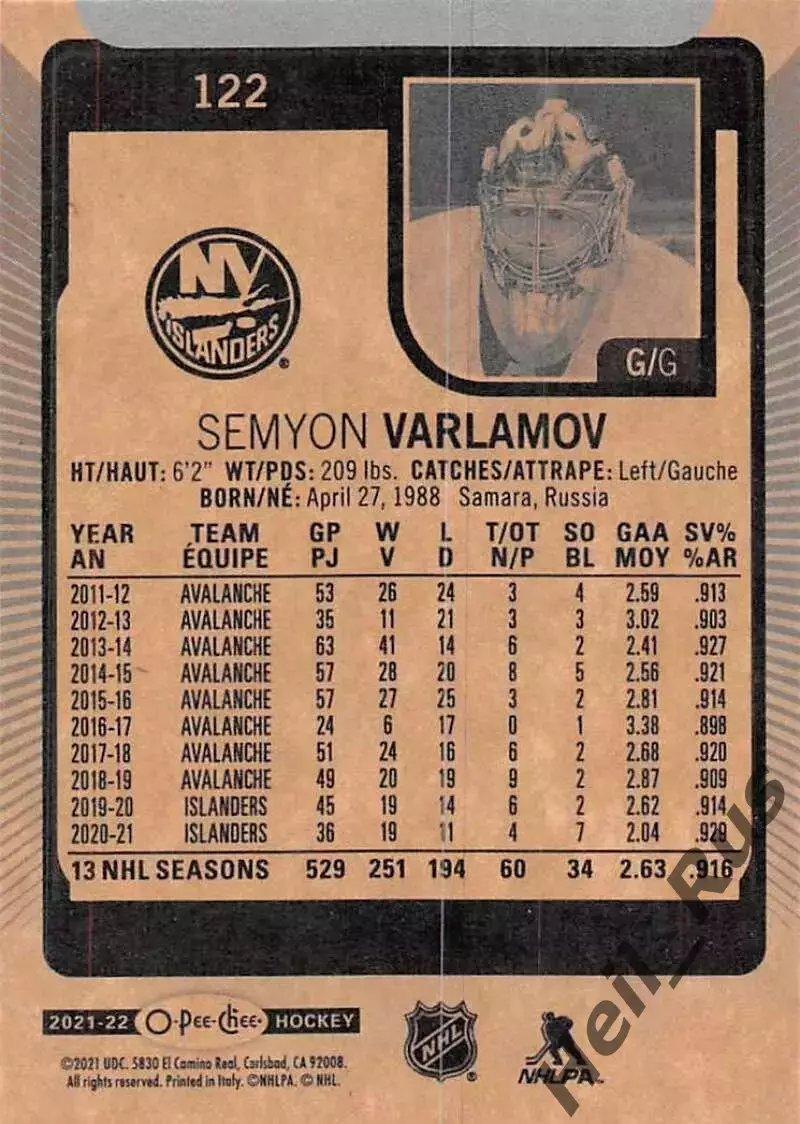 122
NY
ISLANDERS
G/G
SEMYON VARLAMOV
HT/HAUT: 6'2" WT/PDS: 209 lbs. CATCHES/ATTRAPE: Left/Gauche
BORN/NÉ: April 27, 1988 Samara, Russia
YEAR TEAM GP W L T/OT SO GAA SV%
AN ÉQUIPE PJ V D N/P BL MOY %AR
2011-12 AVALANCHE 53 26 24 3 4 2.59 .913
2012-13 AVALANCHE 35 11 21 3 3 3.02 .903
2013-14 AVALANCHE 63 41 14 6 2 2.41 .927
2014-15 AVALANCHE 57 28 20 8 5 2.56 .921
2015-16 AVALANCHE 57 27 25 3 2 2.81 .914
2016-17 AVALANCHE 24 6 17 0 1 3.38 .898
2017-18 AVALANCHE 51 24 16 6 2 2.68 .920
2018-19 AVALANCHE 49 20 19 9 2 2.87 .909
2019-20 ISLANDERS 45 19 14 6 2 2.62 .914
2020-21 ISLANDERS 36 19 11 4 7 2.04 .929
13 NHL SEASONS 529 251 194 60 34 2.63 .916
2021-22 O-Pee-Chee HOCKEY
NHL
NHLPA
©2021 UDC. 5830 El Camino Real, Carlsbad, CA 92008.
All rights reserved. Printed in Italy. ©NHLPA. © NHL.
Heil_Rus